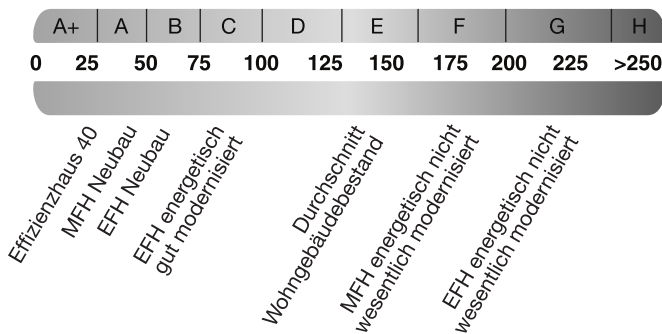 A+ A B C D E F G H
0 25 50 75 100 125 150 175 200 225 >250
Effizienzhaus 40
MFH Neubau
EFH Neubau
EFH energetisch
gut modernisiert
Durchschnitt
Wohngebäudebestand
MFH energetisch nicht
wesentlich modernisiert
EFH energetisch nicht
wesentlich modernisiert